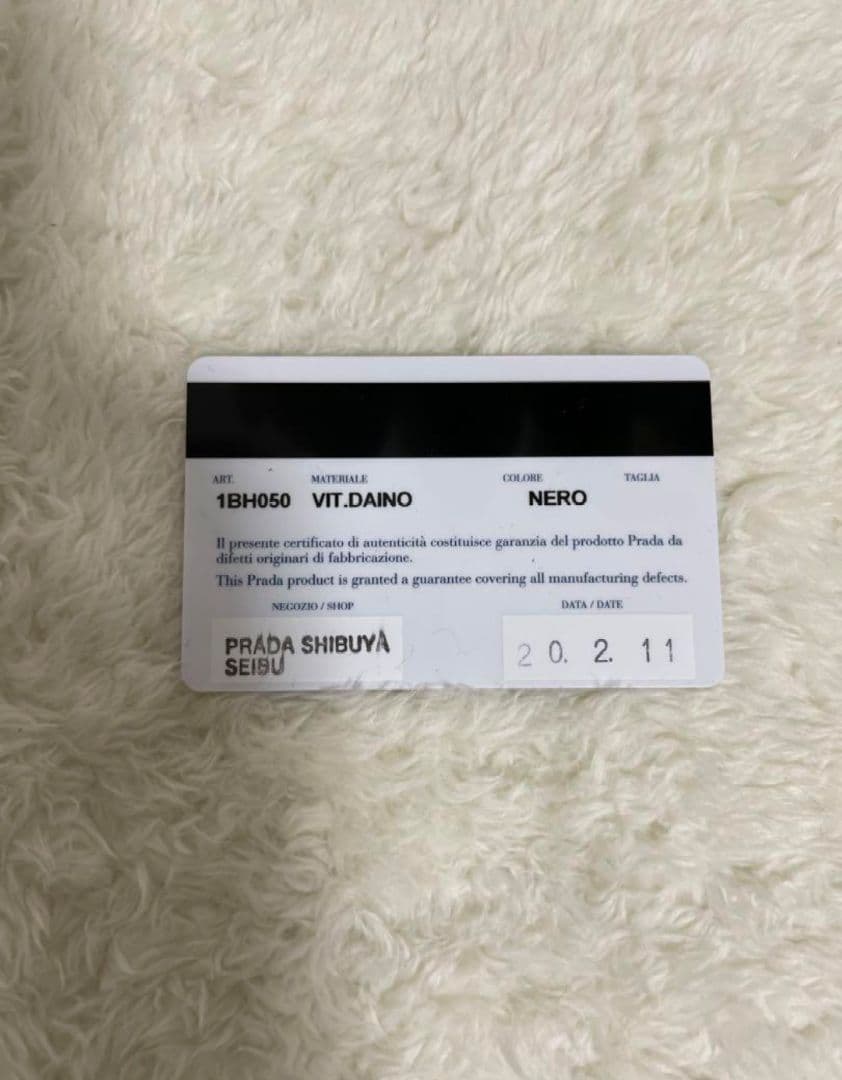 ART. MATERIALE COLORE TAGLIA
1BH050 VIT.DAINO NERO
Il presente certificato di autenticità costituisce garanzia del prodotto Prada da
difetti originari di fabbricazione.
This Prada product is granted a guarantee covering all manufacturing defects.
NEGOZIO / SHOP DATA / DATE
PRADA SHIBUYA
SEIBU
20. 2. 11